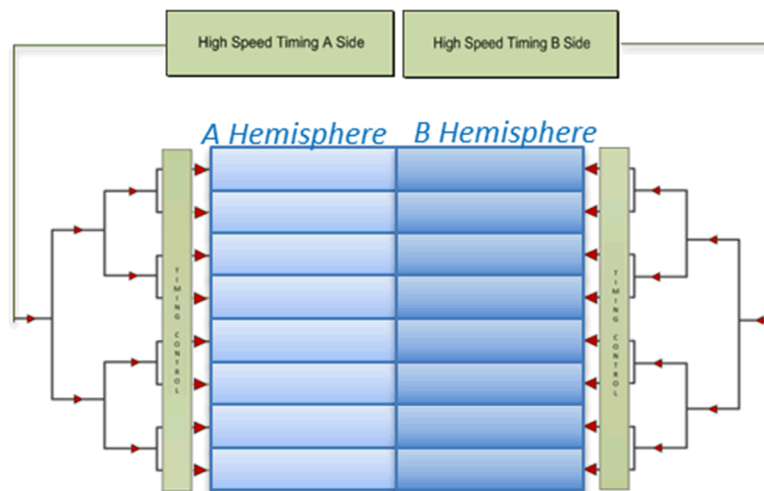 High Speed Timing A Side
High Speed Timing B Side
A Hemisphere
B Hemisphere
TIMING CONTROL
TIMING CONTROL